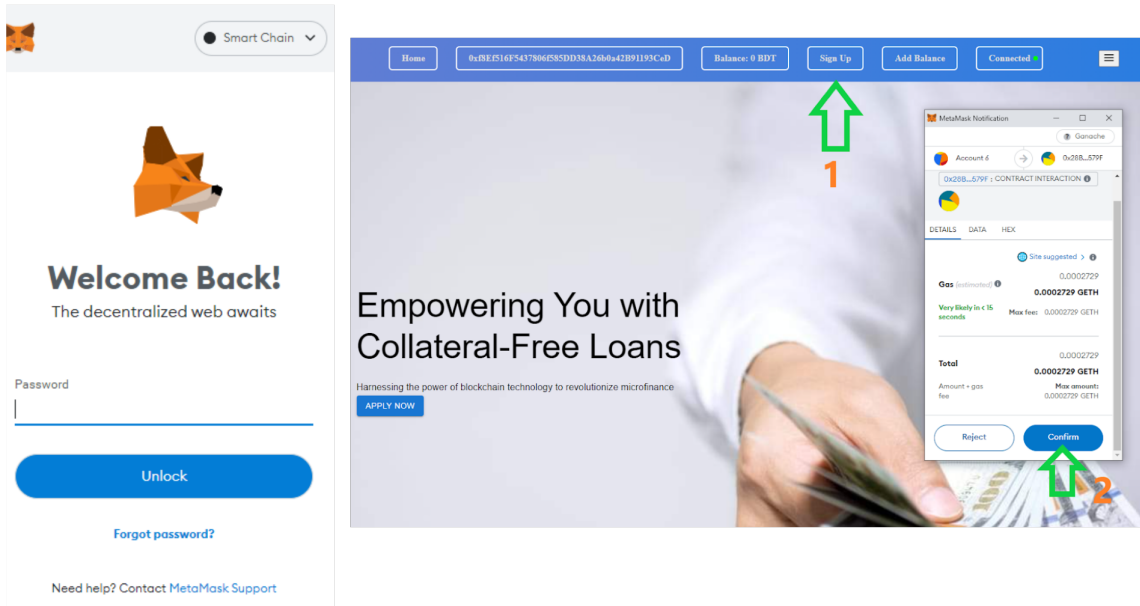 Smart Chain
Welcome Back!
The decentralized web awaits
Password
Unlock
Forgot password?
Need help? Contact MetaMask Support
Home
0xf8Ef516F5437806f585DD38A26b0a42B91193CeD
Balance: 0 BDT
Sign Up
Add Balance
Connected
1
Empowering You with
Collateral-Free Loans
Harnessing the power of blockchain technology to revolutionize microfinance
APPLY NOW
MetaMask Notification
Ganache
Account 6
0x28B...579F
0x28B...579F : CONTRACT INTERACTION
DETAILS DATA HEX
Site suggested >
0.0002729
Gas (estimated)
0.0002729 GETH
Very likely in < 15
seconds
Max fee: 0.0002729 GETH
0.0002729
Total
0.0002729 GETH
Amount + gas
fee
Max amount:
0.0002729 GETH
Reject
Confirm
2